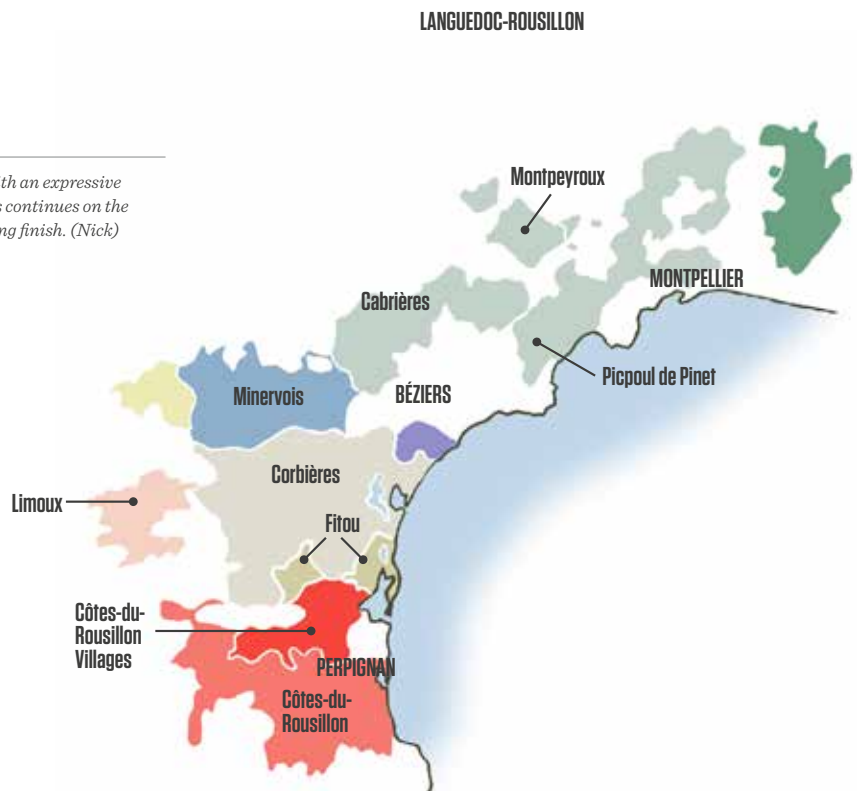 LANGUEDOC-ROUSILLON
ith an expressive
s continues on the
ng finish. (Nick)
Montpeyroux
MONTPELLIER
Cabrières
Picpoul de Pinet
Minervois
BÉZIERS
Corbières
Limoux
Fitou
Côtes-du-
Rousillon
Villages
PERPIGNAN
Côtes-du-
Rousillon